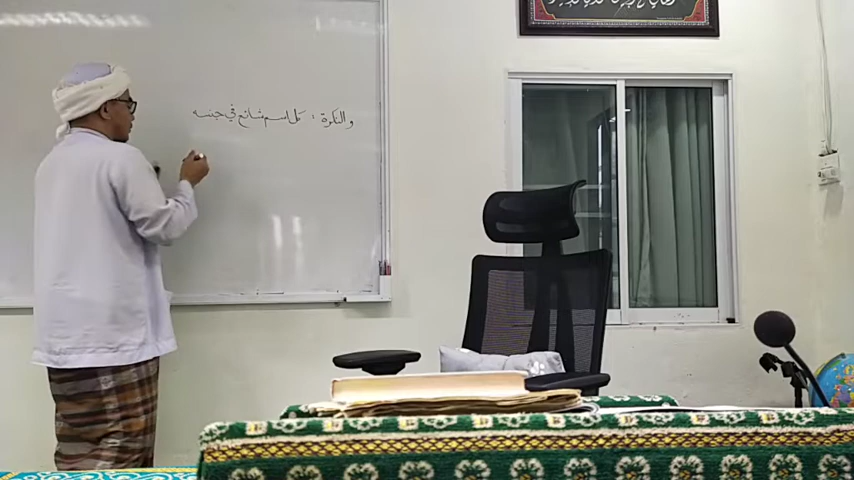 والنكرة : كل اسم شائع في جنسه